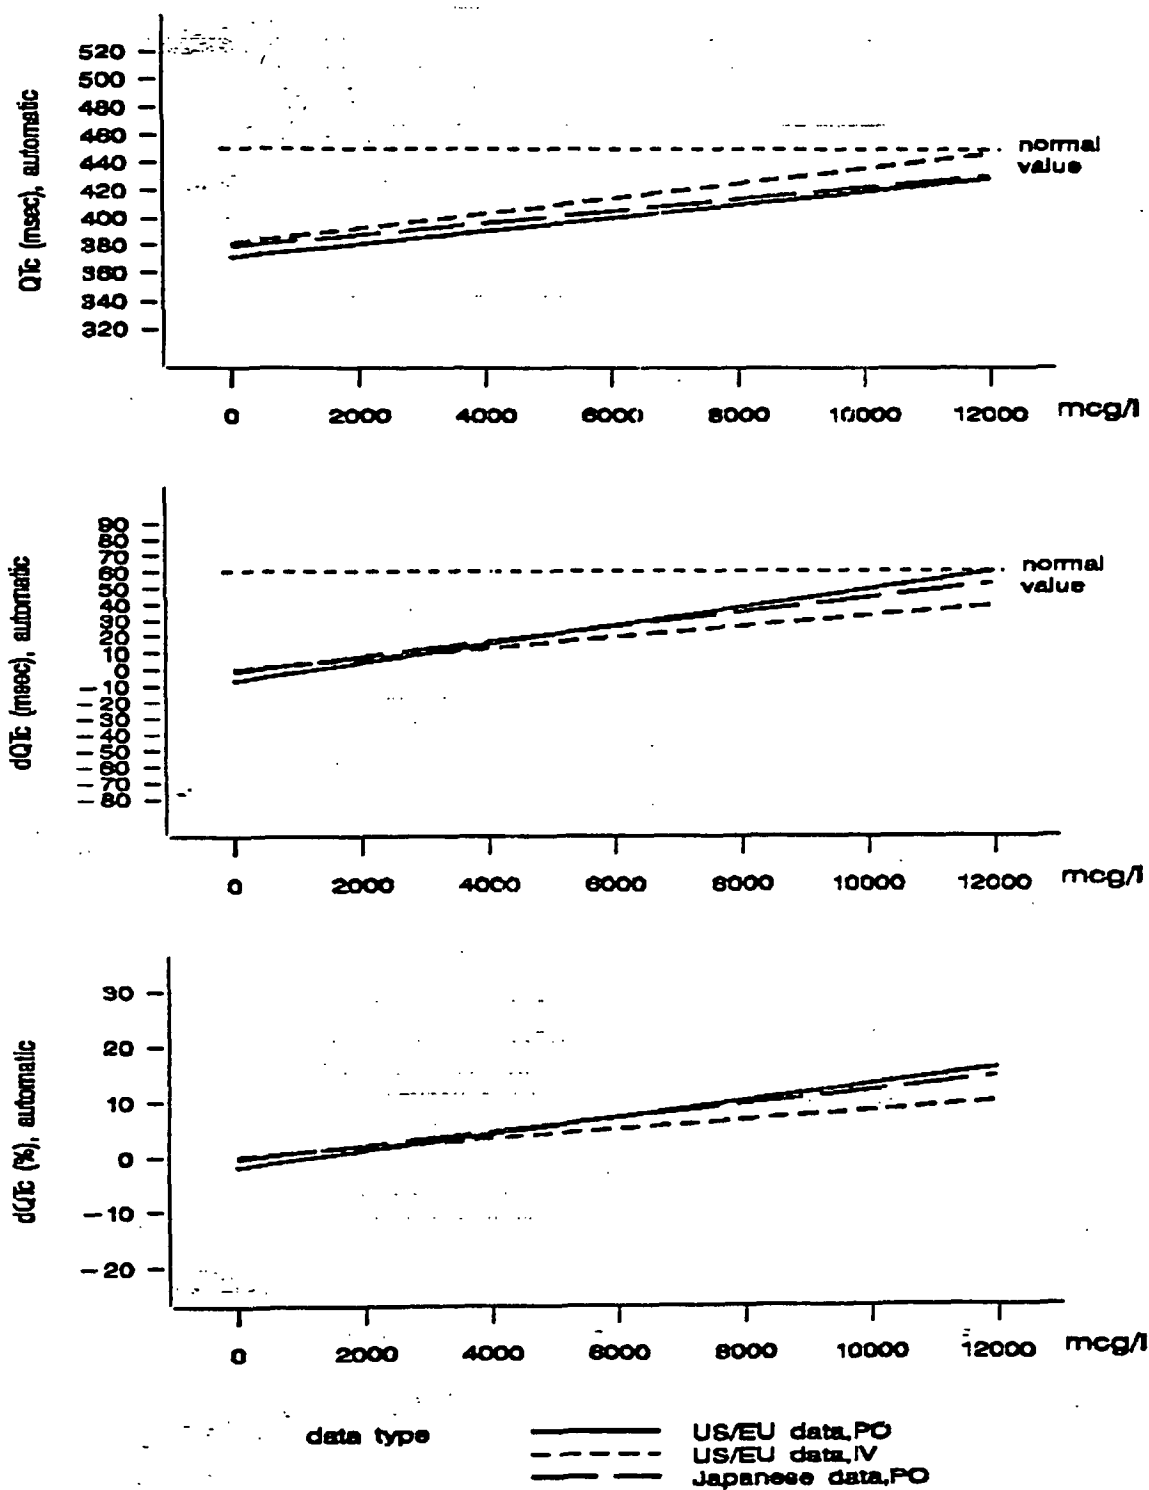 QTc (msec), automatic
520
500
480
460
440
420
400
380
360
340
320
normal
value
0 2000 4000 6000 8000 10000 12000 mcg/l
dQTc (msec), automatic
90
80
70
60
50
40
30
20
10
0
-10
-20
-30
-40
-50
-60
-70
-80
normal
value
0 2000 4000 6000 8000 10000 12000 mcg/l
dQTc (%), automatic
30
20
10
0
-10
-20
0 2000 4000 6000 8000 10000 12000 mcg/l
data type
US/EU data,PO
US/EU data,IV
Japanese data,PO